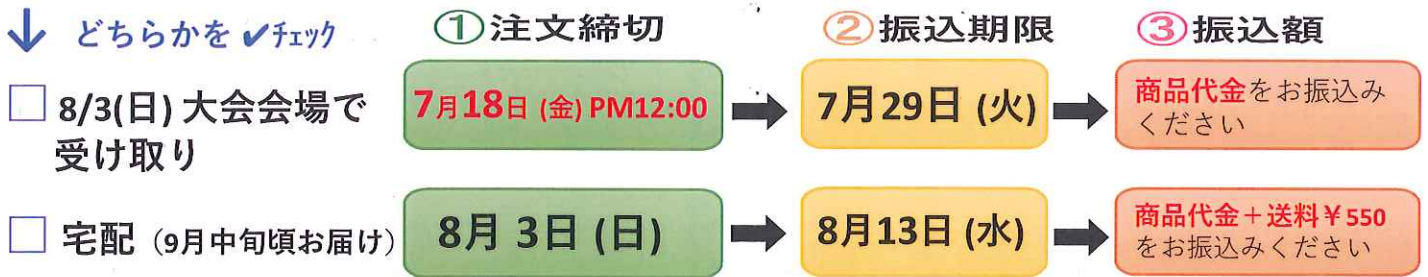 ↓ どちらかを✔チェック
①注文締切
②振込期限
③振込額
□ 8/3(日) 大会会場で
受け取り
7月18日 (金) PM12:00
7月29日 (火)
商品代金をお振込み
ください
□ 宅配 (9月中旬頃お届け)
8月 3日 (日)
8月13日 (水)
商品代金＋送料￥550
をお振込みください